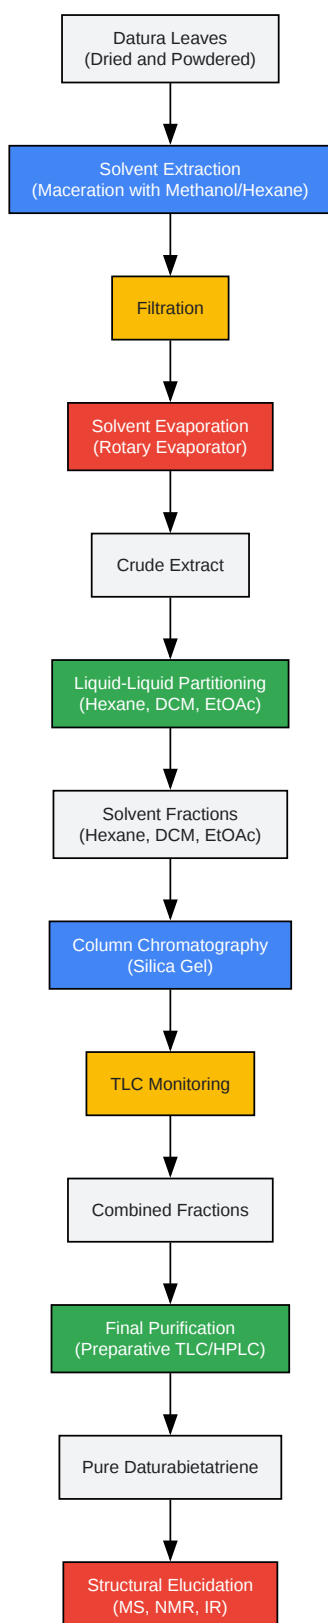 Datura Leaves
(Dried and Powdered)
Solvent Extraction
(Maceration with Methanol/Hexane)
Filtration
Solvent Evaporation
(Rotary Evaporator)
Crude Extract
Liquid-Liquid Partitioning
(Hexane, DCM, EtOAc)
Solvent Fractions
(Hexane, DCM, EtOAc)
Column Chromatography
(Silica Gel)
TLC Monitoring
Combined Fractions
Final Purification
(Preparative TLC/HPLC)
Pure Daturabietatriene
Structural Elucidation
(MS, NMR, IR)